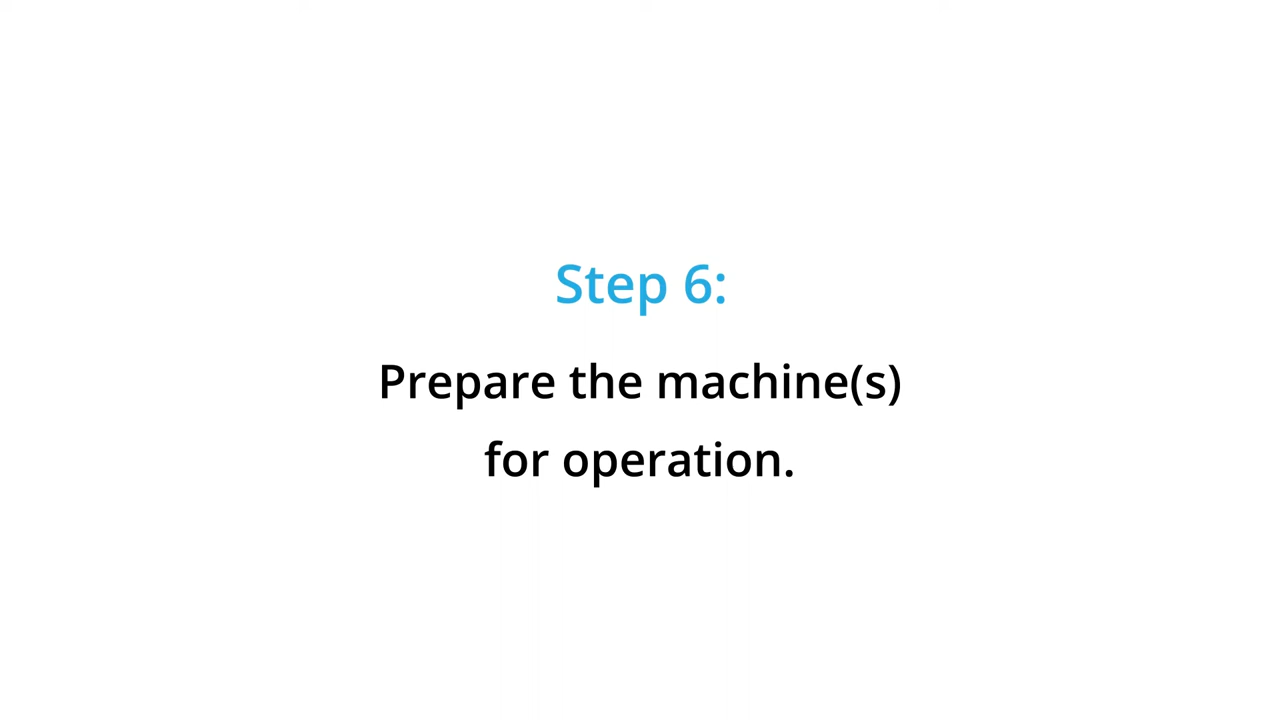 Step 6:
Prepare the machine(s)
for operation.